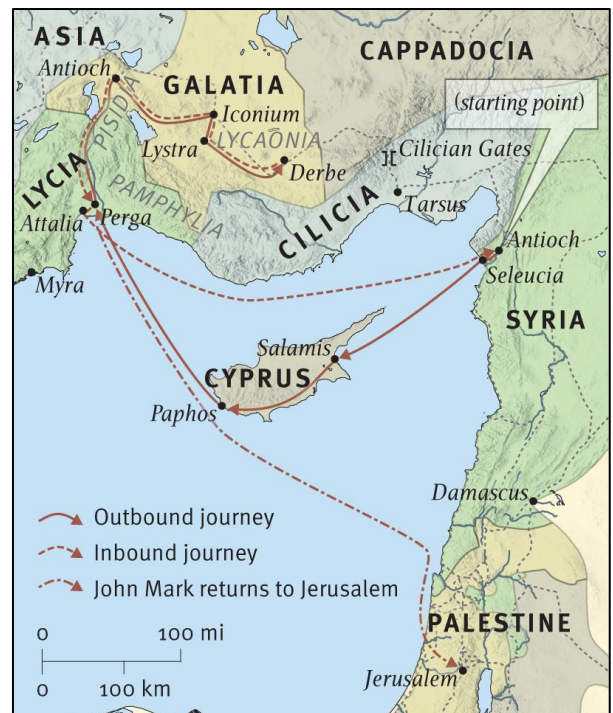 ASIA
CAPPADOCIA
Antioch
GALATIA
(starting point)
PISIDIA
Iconium
LYCAŌNIA
Lystra
Cilician Gates
Derbe
LYCIA
PAMPHYLIA
CILICIA
Tarsus
Attalia
Perga
Antioch
Seleucia
Myra
SYRIA
Salamis
CYPRUS
Paphos
Damascus
Outbound journey
Inbound journey
John Mark returns to Jerusalem
PALESTINE
0 100 mi
0 100 km
Jerusalem